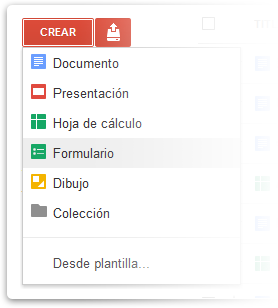 CREAR
Documento
Presentación
Hoja de cálculo
Formulario
Dibujo
Colección
Desde plantilla...